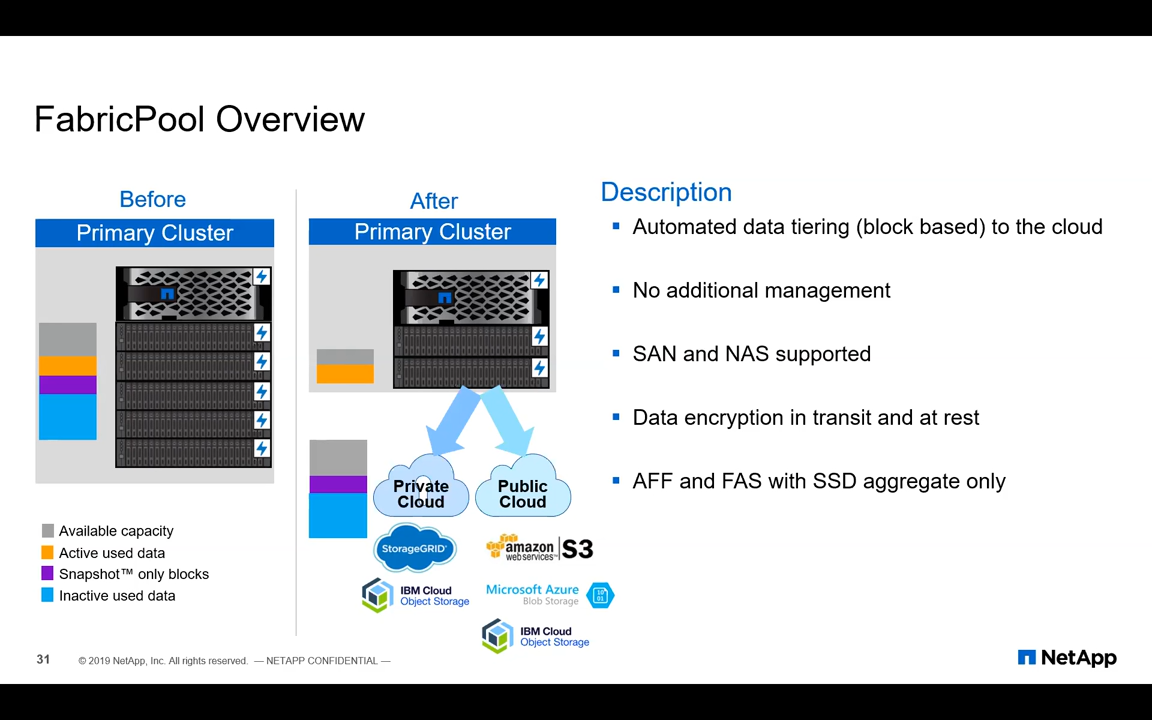 FabricPool Overview
Before
Primary Cluster
After
Primary Cluster
Private
Cloud
Public
Cloud
StorageGRID®
IBM Cloud
Object Storage
amazon
web services™
S3
Microsoft Azure
Blob Storage
10
01
IBM Cloud
Object Storage
Available capacity
Active used data
Snapshot™ only blocks
Inactive used data
Description
▪ Automated data tiering (block based) to the cloud
▪ No additional management
▪ SAN and NAS supported
▪ Data encryption in transit and at rest
▪ AFF and FAS with SSD aggregate only
31
© 2019 NetApp, Inc. All rights reserved. — NETAPP CONFIDENTIAL —
NetApp